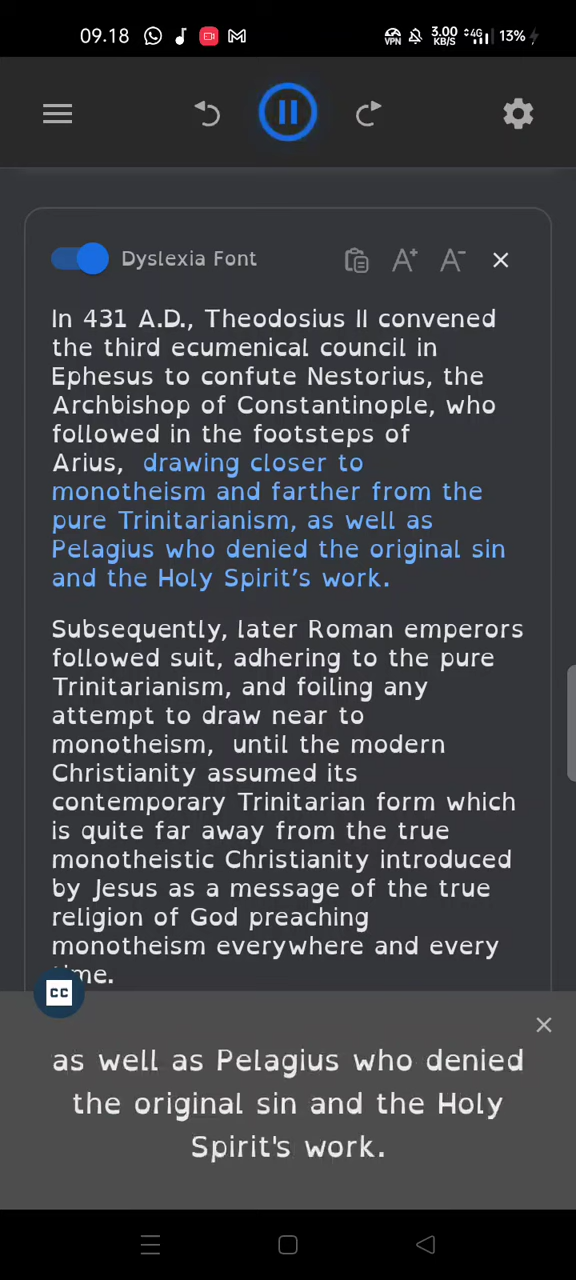 09.18
VPN
3.00
KB/S
4G
13%
Dyslexia Font
A+
A-
In 431 A.D., Theodosius II convened
the third ecumenical council in
Ephesus to confute Nestorius, the
Archbishop of Constantinople, who
followed in the footsteps of
Arius,  drawing closer to
monotheism and farther from the
pure Trinitarianism, as well as
Pelagius who denied the original sin
and the Holy Spirit’s work.
Subsequently, later Roman emperors
followed suit, adhering to the pure
Trinitarianism, and foiling any
attempt to draw near to
monotheism,  until the modern
Christianity assumed its
contemporary Trinitarian form which
is quite far away from the true
monotheistic Christianity introduced
by Jesus as a message of the true
religion of God preaching
monotheism everywhere and every
time.
CC
as well as Pelagius who denied
the original sin and the Holy
Spirit's work.